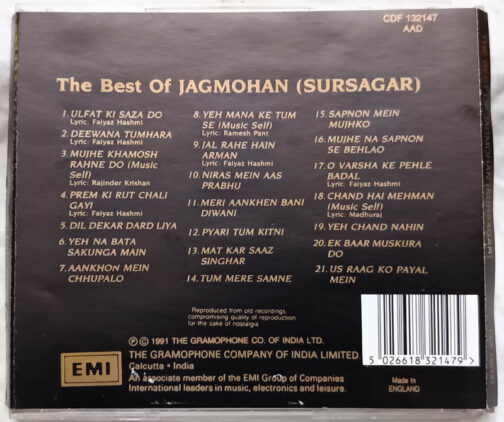 CDF 132147
AAD
The Best Of JAGMOHAN (SURSAGAR)
1. ULFAT KI SAZA DO
Lyric: Faiyaz Hashmi
2. DEEWANA TUMHARA
Lyric: Faiyaz Hashmi
3. MUJHE KHAMOSH
RAHNE DO (Music
Self)
Lyric: Rajinder Krishan
4. PREM KI RUT CHALI
GAYI
Lyric: Faiyaz Hashmi
5. DIL DEKAR DARD LIYA
6. YEH NA BATA
SAKUNGA MAIN
7. AANKHON MEIN
CHHUPALO
8. YEH MANA KE TUM
SE (Music Self)
Lyric: Ramesh Pant
9. JAL RAHE HAIN
ARMAN
Lyric: Faiyaz Hashmi
10. NIRAS MEIN AAS
PRABHU
11. MERI AANKHEN BANI
DIWANI
12. PYARI TUM KITNI
13. MAT KAR SAAZ
SINGHAR
14. TUM MERE SAMNE
15. SAPNON MEIN
MUJHKO
16. MUJHE NA SAPNON
SE BEHLAO
17. O VARSHA KE PEHLE
BADAL
Lyric: Faiyaz Hashmi
18. CHAND HAI MEHMAN
(Music Self)
Lyric: Madhuraj
19. YEH CHAND NAHIN
20. EK BAAR MUSKURA
DO
21. US RAAG KO PAYAL
MEIN
Reproduced from old recordings
compromising quality of reproduction
for the sake of nostalgia
℗ © 1991 THE GRAMOPHONE CO. OF INDIA LTD.
THE GRAMOPHONE COMPANY OF INDIA LIMITED
Calcutta • India
An associate member of the EMI Group of Companies
International leaders in music, electronics and leisure.
EMI
5 026618 321479 >
Made in
ENGLAND